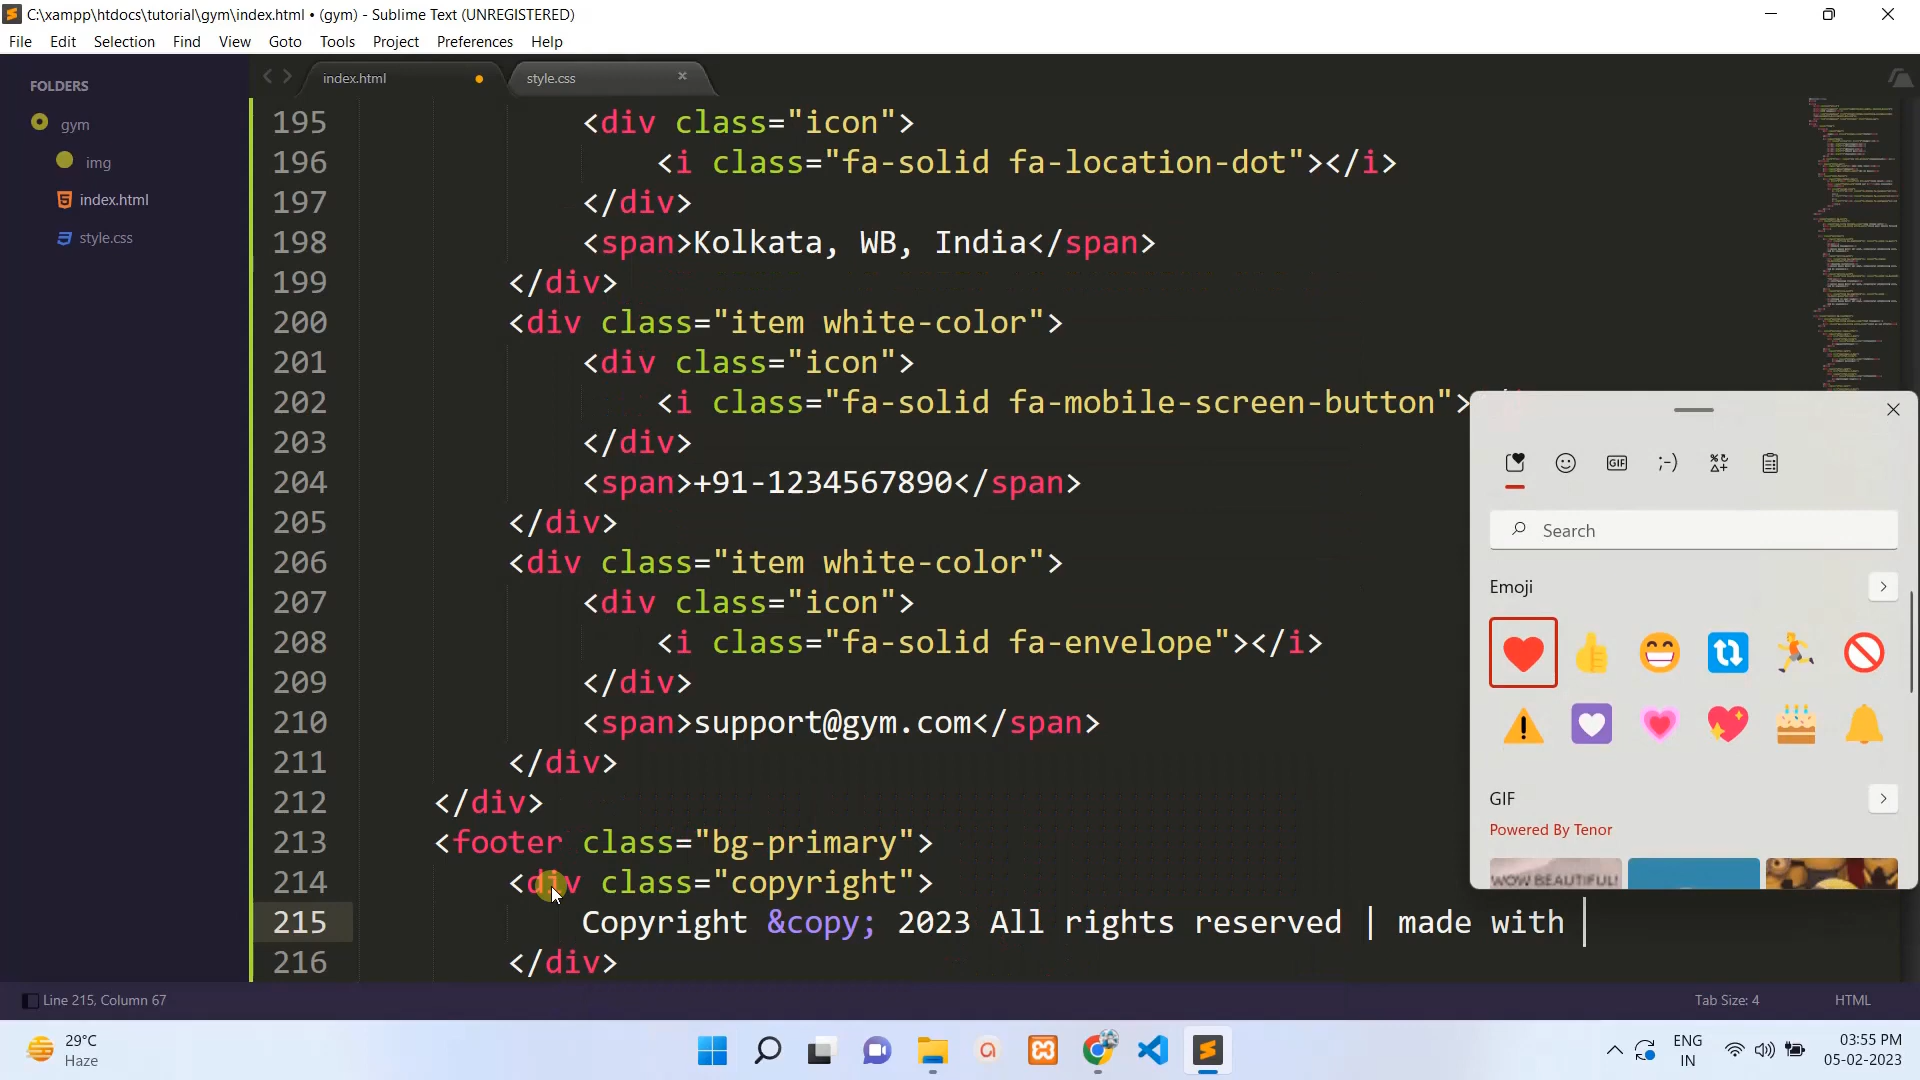 C:\xampp\htdocs\tutorial\gym\index.html • (gym) - Sublime Text (UNREGISTERED)
File Edit Selection Find View Goto Tools Project Preferences Help
FOLDERS
gym
img
index.html
style.css
index.html
style.css
195 <div class="icon">
196 <i class="fa-solid fa-location-dot"></i>
197 </div>
198 <span>Kolkata, WB, India</span>
199 </div>
200 <div class="item white-color">
201 <div class="icon">
202 <i class="fa-solid fa-mobile-screen-button">
203 </div>
204 <span>+91-1234567890</span>
205 </div>
206 <div class="item white-color">
207 <div class="icon">
208 <i class="fa-solid fa-envelope"></i>
209 </div>
210 <span>support@gym.com</span>
211 </div>
212 </div>
213 <footer class="bg-primary">
214 <div class="copyright">
215 Copyright &copy; 2023 All rights reserved | made with
216 </div>
GIF
;-)
Search
Emoji
GIF
Powered By Tenor
WOW BEAUTIFUL!
Line 215, Column 67
Tab Size: 4
HTML
29°C
Haze
ENG
IN
03:55 PM
05-02-2023